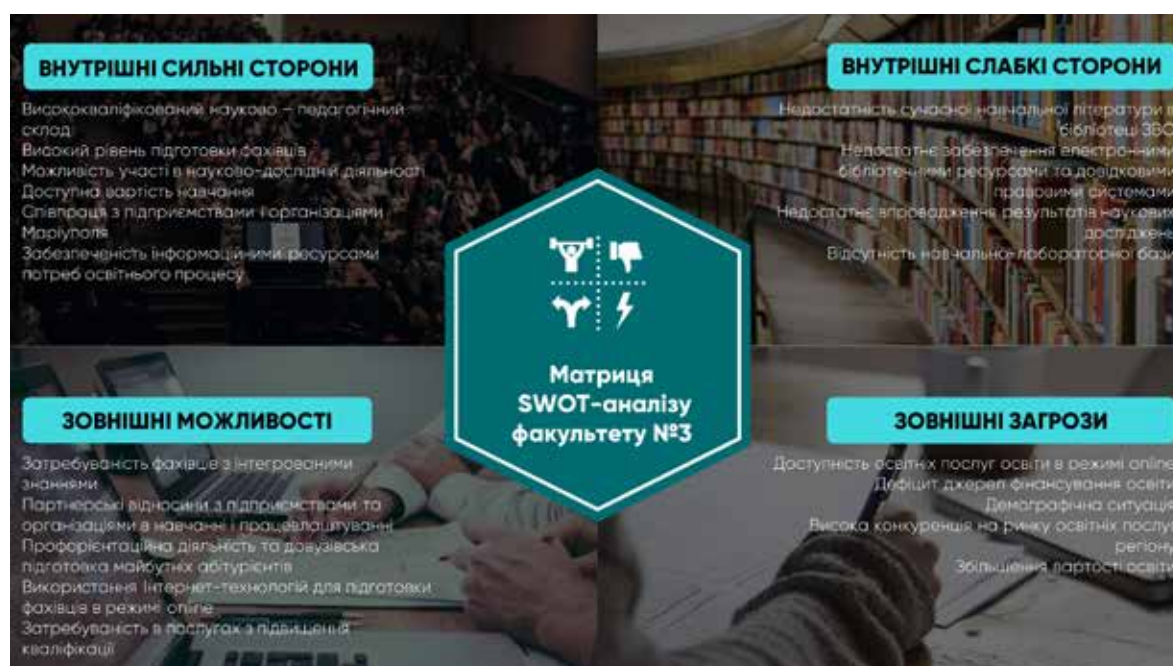 ВНУТРІШНІ СИЛЬНІ СТОРОНИ
Висококваліфікований науково – педагогічний
склад
Високий рівень підготовки фахівців
Можливість участі в науково-дослідній діяльності
Доступна вартість навчання
Співпраця з підприємствами і організаціями
Маріуполя
Забезпеченість інформаційними ресурсами
потреб освітнього процесу
ВНУТРІШНІ СЛАБКІ СТОРОНИ
Недостатність сучасної навчальної літератури в
бібліотеці ЗВО
Недостатнє забезпечення електронними
бібліотечними ресурсами та довідковими
правовими системами
Недостатнє впровадження результатів наукових
досліджень
Відсутність навчально-лабораторної бази
Матриця
SWOT-аналізу
факультету №3
ЗОВНІШНІ МОЖЛИВОСТІ
Затребуваність фахівців з інтегрованими
знаннями
Партнерські відносини з підприємствами та
організаціями в навчанні і працевлаштуванні
Профорієнтаційна діяльність та довузівська
підготовка майбутніх абітурієнтів
Використання Інтернет-технологій для підготовки
фахівців в режимі online
Затребуваність в послугах з підвищення
кваліфікації
ЗОВНІШНІ ЗАГРОЗИ
Доступність освітніх послуг освіти в режимі online
Дефіцит джерел фінансування освіти
Демографічна ситуація
Висока конкуренція на ринку освітніх послуг
регіону
Збільшення вартості освіти